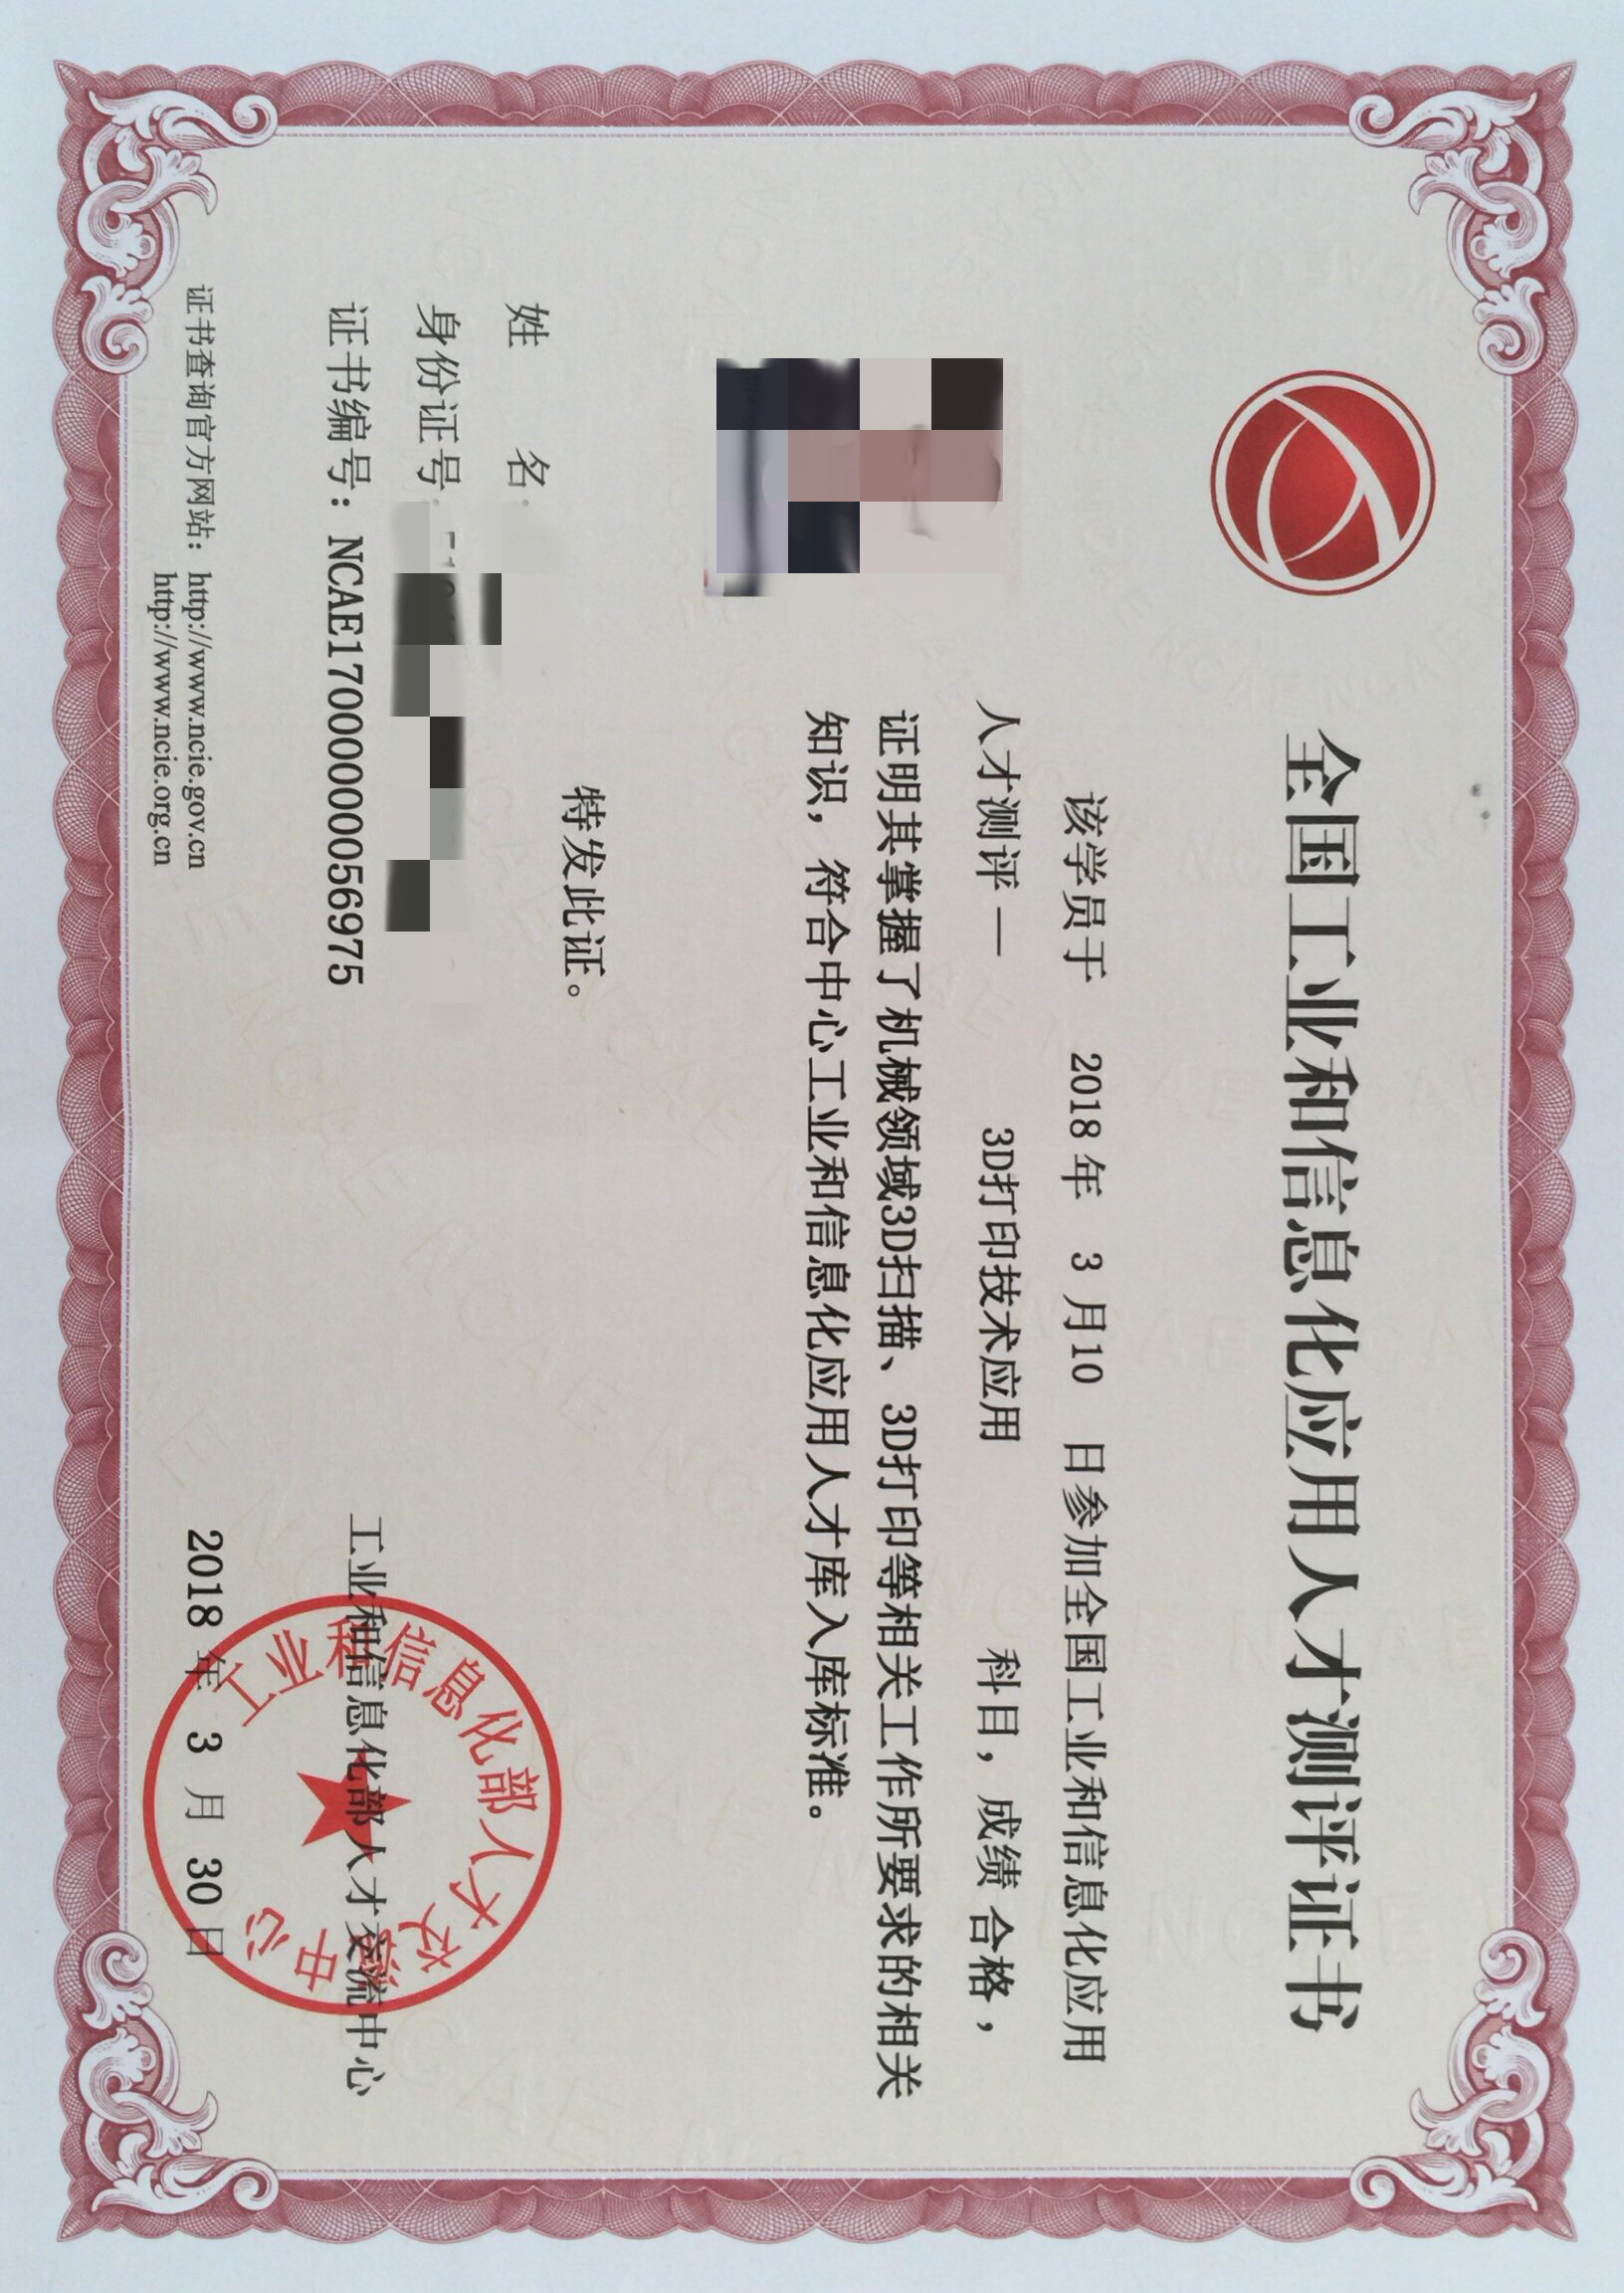 全国工业和信息化应用人才测评证书
该学员于 2018 年 3 月10 日参加全国工业和信息化应用
人才测评— 3D打印技术应用 科目，成绩 合格，
证明其掌握了机械领域3D扫描、3D打印等相关工作所要求的相关
知识，符合中心工业和信息化应用人才库入库标准。
特发此证。
姓 名:
身份证号:
证书编号: NCAE170000000056975
证书查询官方网站: http://www.ncie.gov.cn
http://www.ncie.org.cn
工业和信息化部人才交流中心
2018 年 3 月 30 日
工业和信息化部人才交流中心